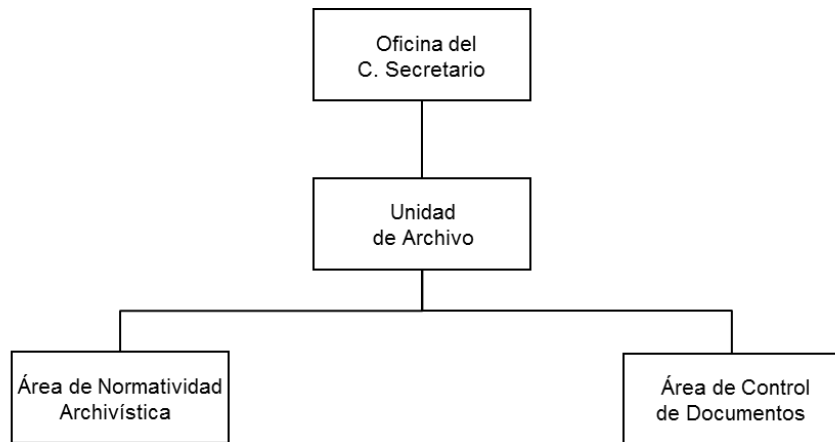 Oficina del
C. Secretario
Unidad
de Archivo
Área de Normatividad
Archivística
Área de Control
de Documentos